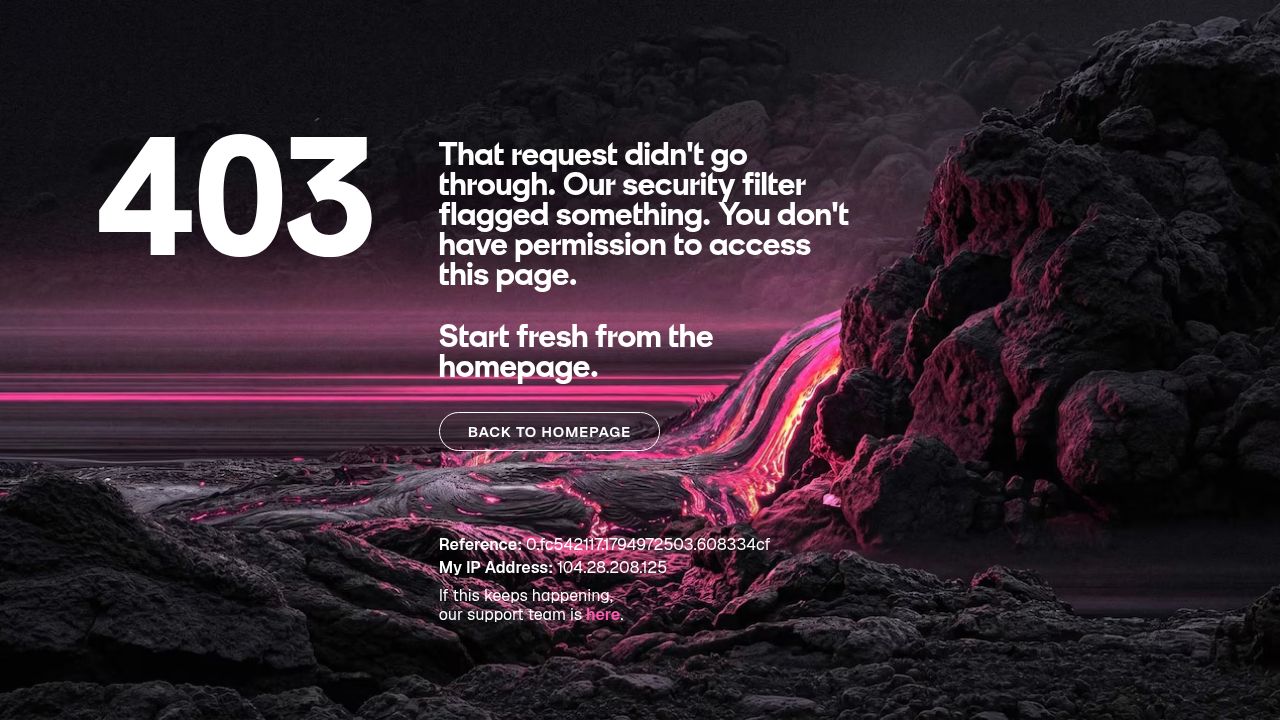 403
That request didn't go
through. Our security filter
flagged something. You don't
have permission to access
this page.
Start fresh from the
homepage.
BACK TO HOMEPAGE
Reference: 0.fc542117.1794972503.608334cf
My IP Address: 104.28.208.125
If this keeps happening,
our support team is here.